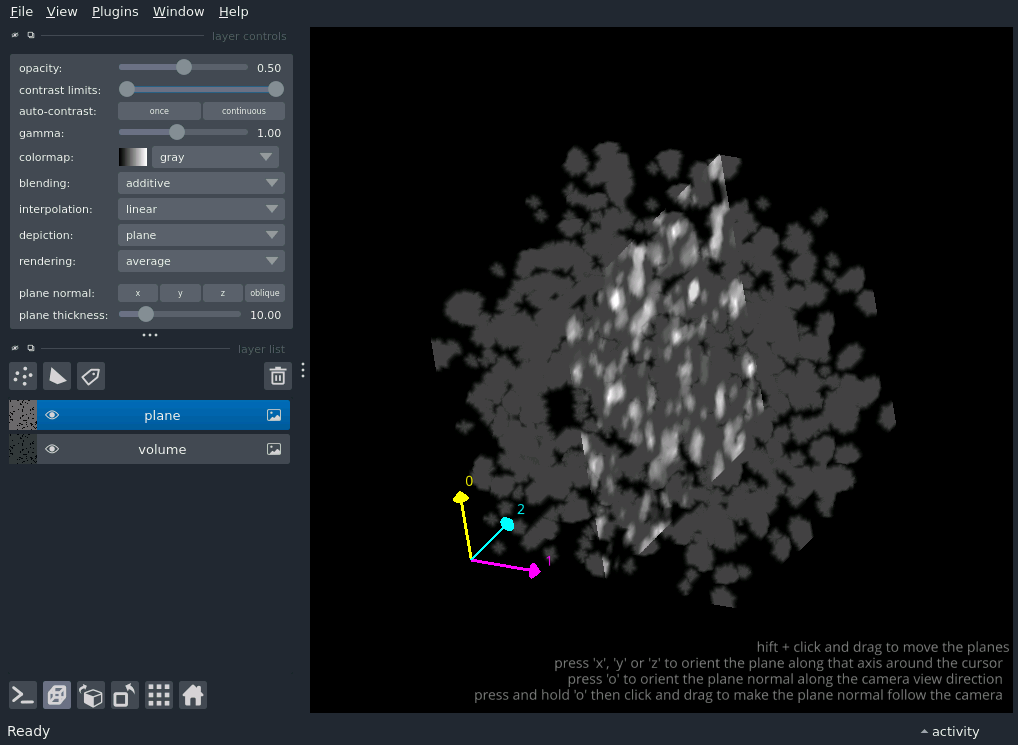 File View Plugins Window Help
layer controls
opacity: 0.50
contrast limits:
auto-contrast: once continuous
gamma: 1.00
colormap: gray
blending: additive
interpolation: linear
depiction: plane
rendering: average
plane normal: x y z oblique
plane thickness: 10.00
layer list
plane
volume
0
2
1
hift + click and drag to move the planes
press 'x', 'y' or 'z' to orient the plane along that axis around the cursor
press 'o' to orient the plane normal along the camera view direction
press and hold 'o' then click and drag to make the plane normal follow the camera
Ready activity